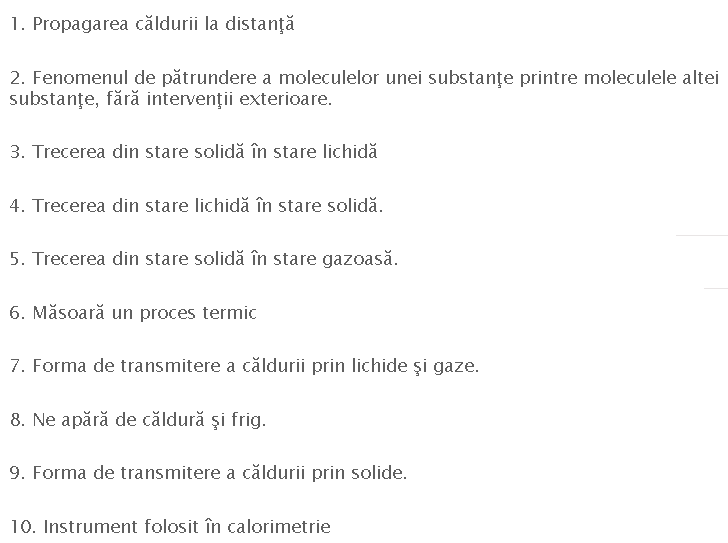 1. Propagarea căldurii la distanţă
2. Fenomenul de pătrundere a moleculelor unei substanţe printre moleculele altei
substanţe, fără intervenţii exterioare.
3. Trecerea din stare solidă în stare lichidă
4. Trecerea din stare lichidă în stare solidă.
5. Trecerea din stare solidă în stare gazoasă.
6. Măsoară un proces termic
7. Forma de transmitere a căldurii prin lichide şi gaze.
8. Ne apără de căldură şi frig.
9. Forma de transmitere a căldurii prin solide.
10. Instrument folosit în calorimetrie